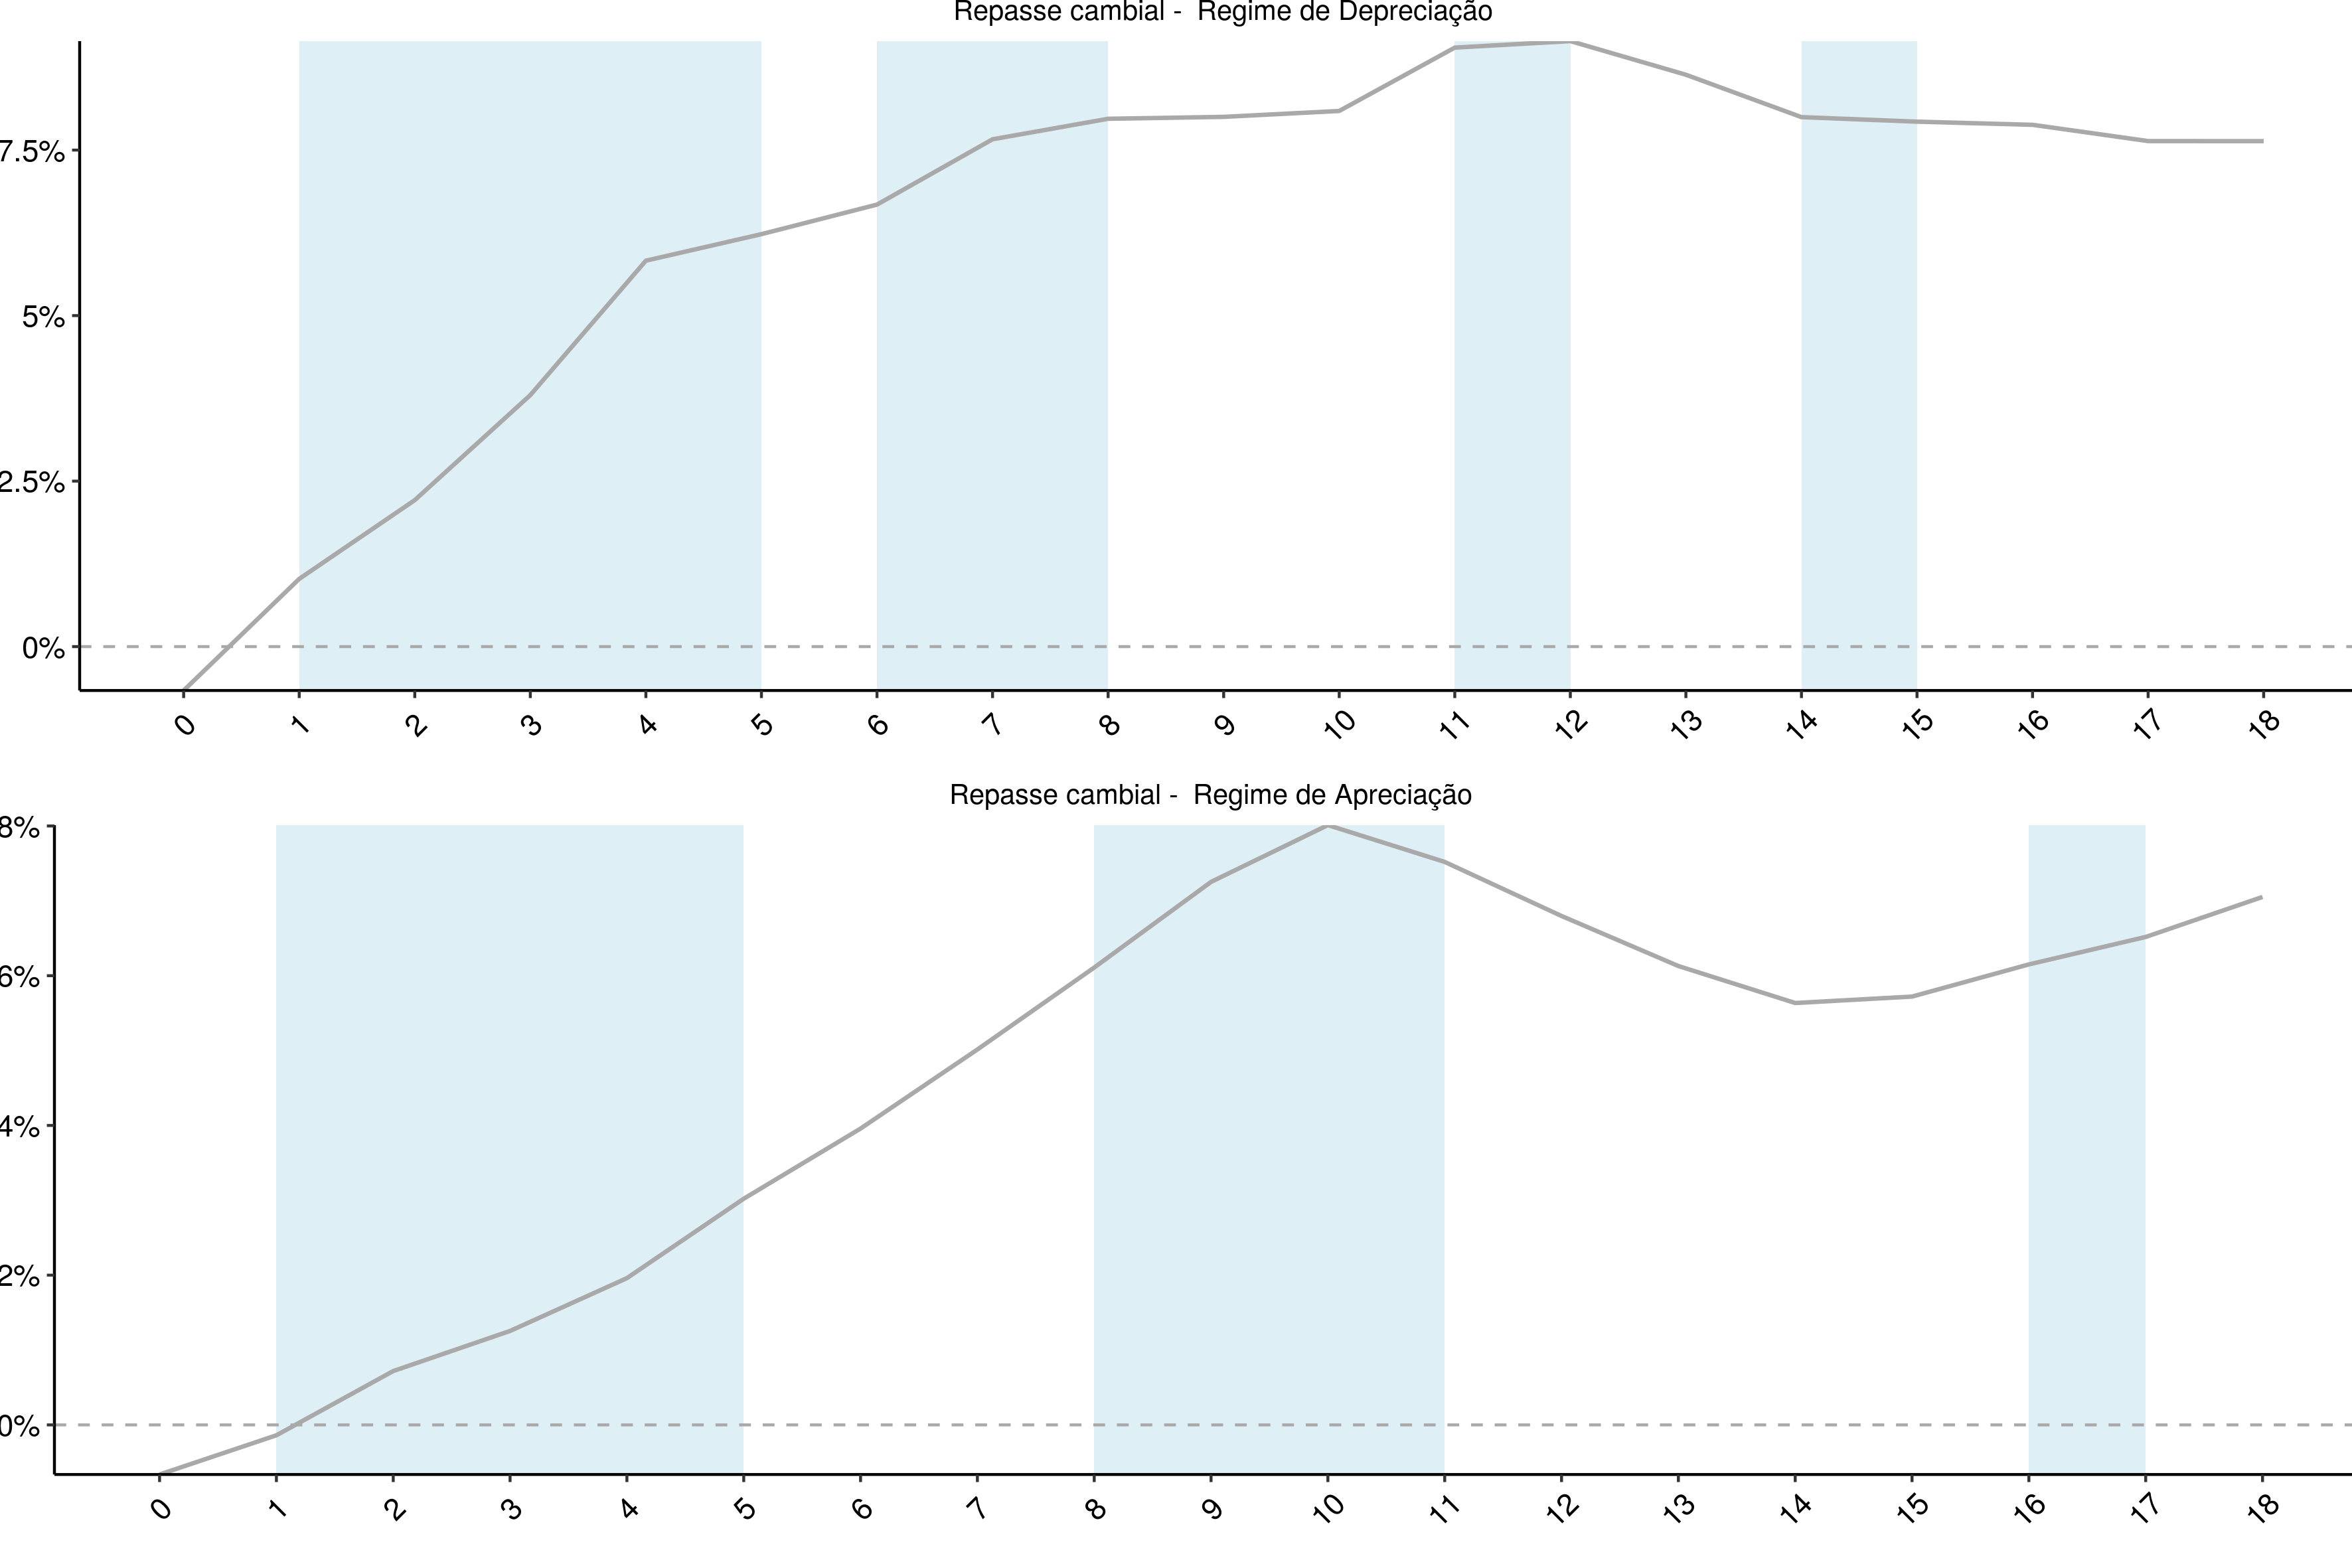 Repasse cambial -  Regime de Depreciação
7.5%
5%
2.5%
0%
0 1 2 3 4 5 6 7 8 9 10 11 12 13 14 15 16 17 18
Repasse cambial -  Regime de Apreciação
8%
6%
4%
2%
0%
0 1 2 3 4 5 6 7 8 9 10 11 12 13 14 15 16 17 18